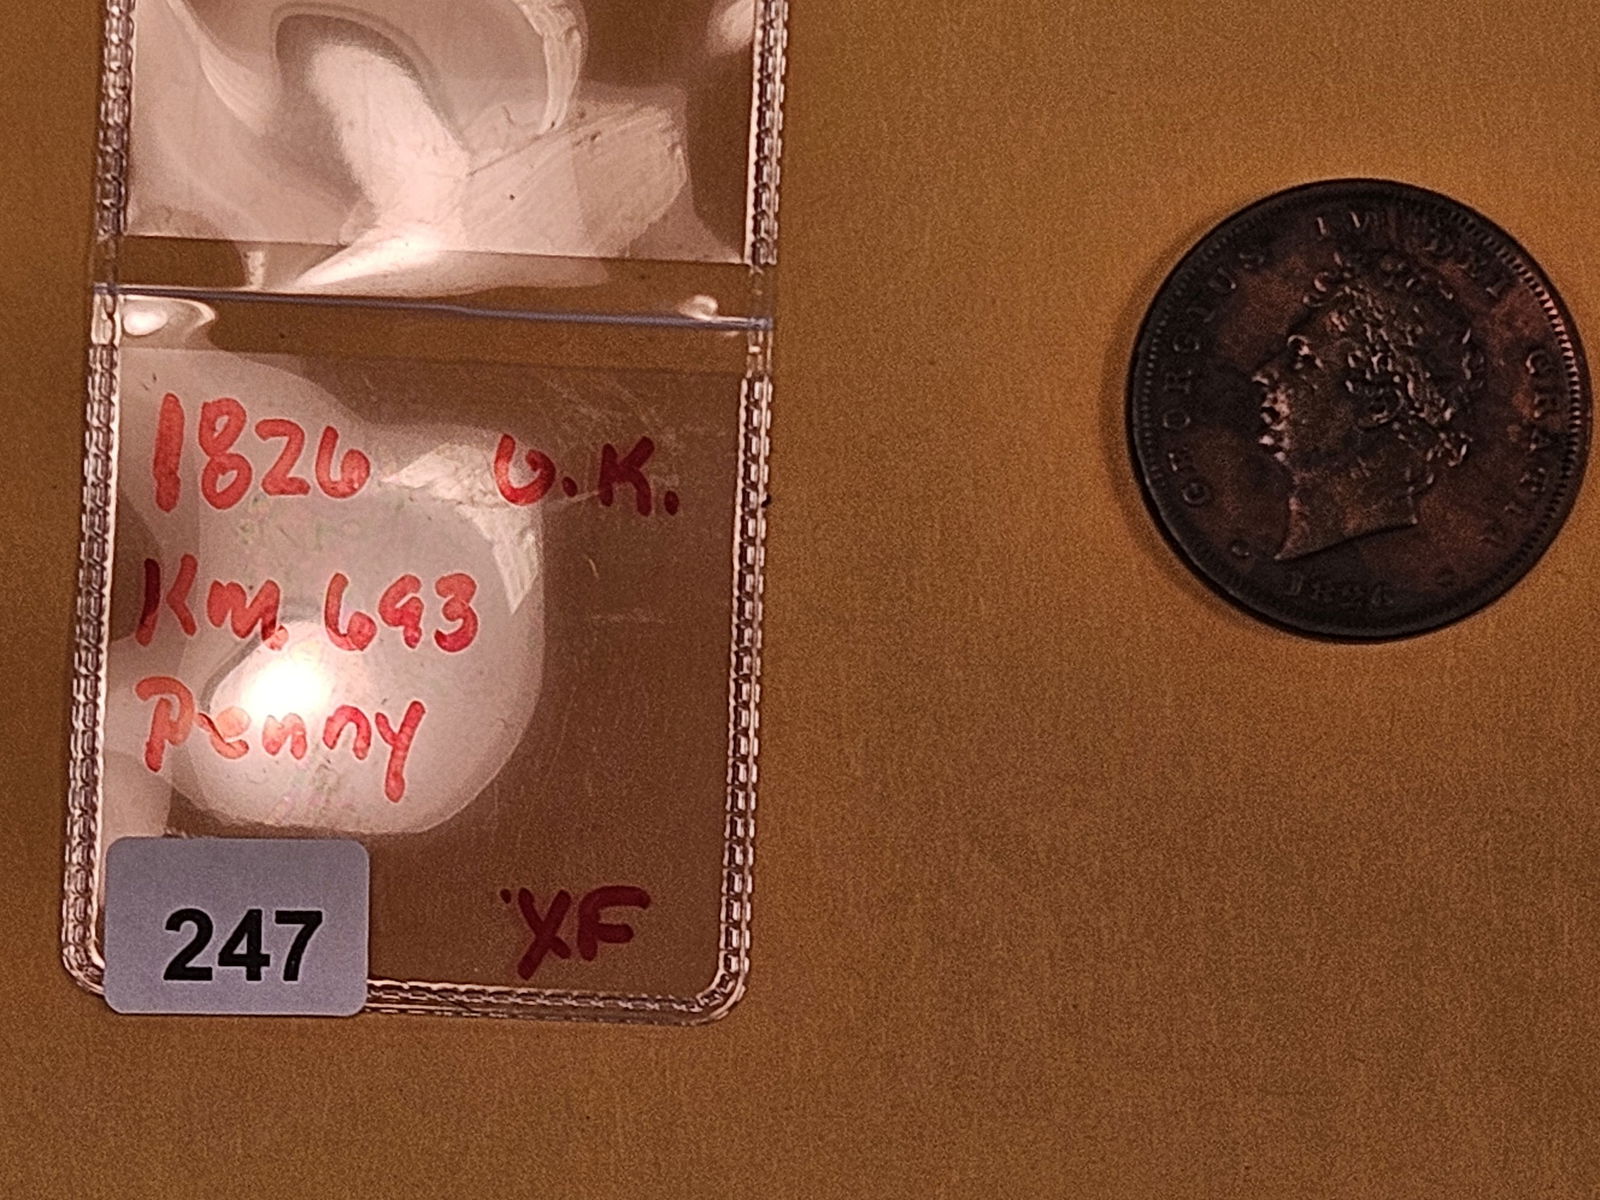 1826 U.K.
Km 693
Penny
247
XF
GEORGIUS IV DEI GRATIA
1826